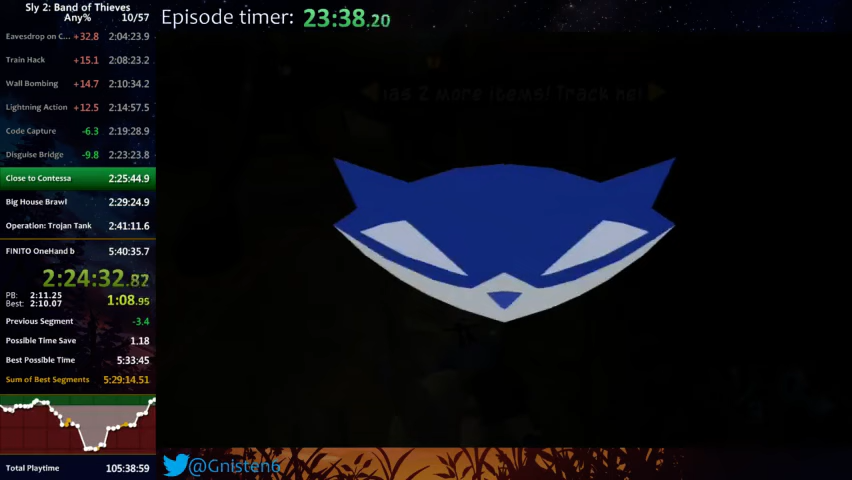 Sly 2: Band of Thieves
Any% 10/57
Episode timer: 23:38.20
Eavesdrop on C... +32.8 2:04:23.9
Train Hack +15.1 2:08:23.2
Wall Bombing +14.7 2:10:34.2
Lightning Action +12.5 2:14:57.5
Code Capture -6.3 2:19:28.9
Disguise Bridge -9.8 2:23:23.8
Close to Contessa 2:25:44.9
Big House Brawl 2:29:24.9
Operation: Trojan Tank 2:41:11.6
FINITO OneHand b 5:40:35.7
2:24:32.82
PB: 2:11.25
Best: 2:10.07
1:08.95
Previous Segment -3.4
Possible Time Save 1.18
Best Possible Time 5:33:45
Sum of Best Segments 5:29:14.51
Total Playtime 105:38:59
has 2 more items! Track he
@Gnisten6